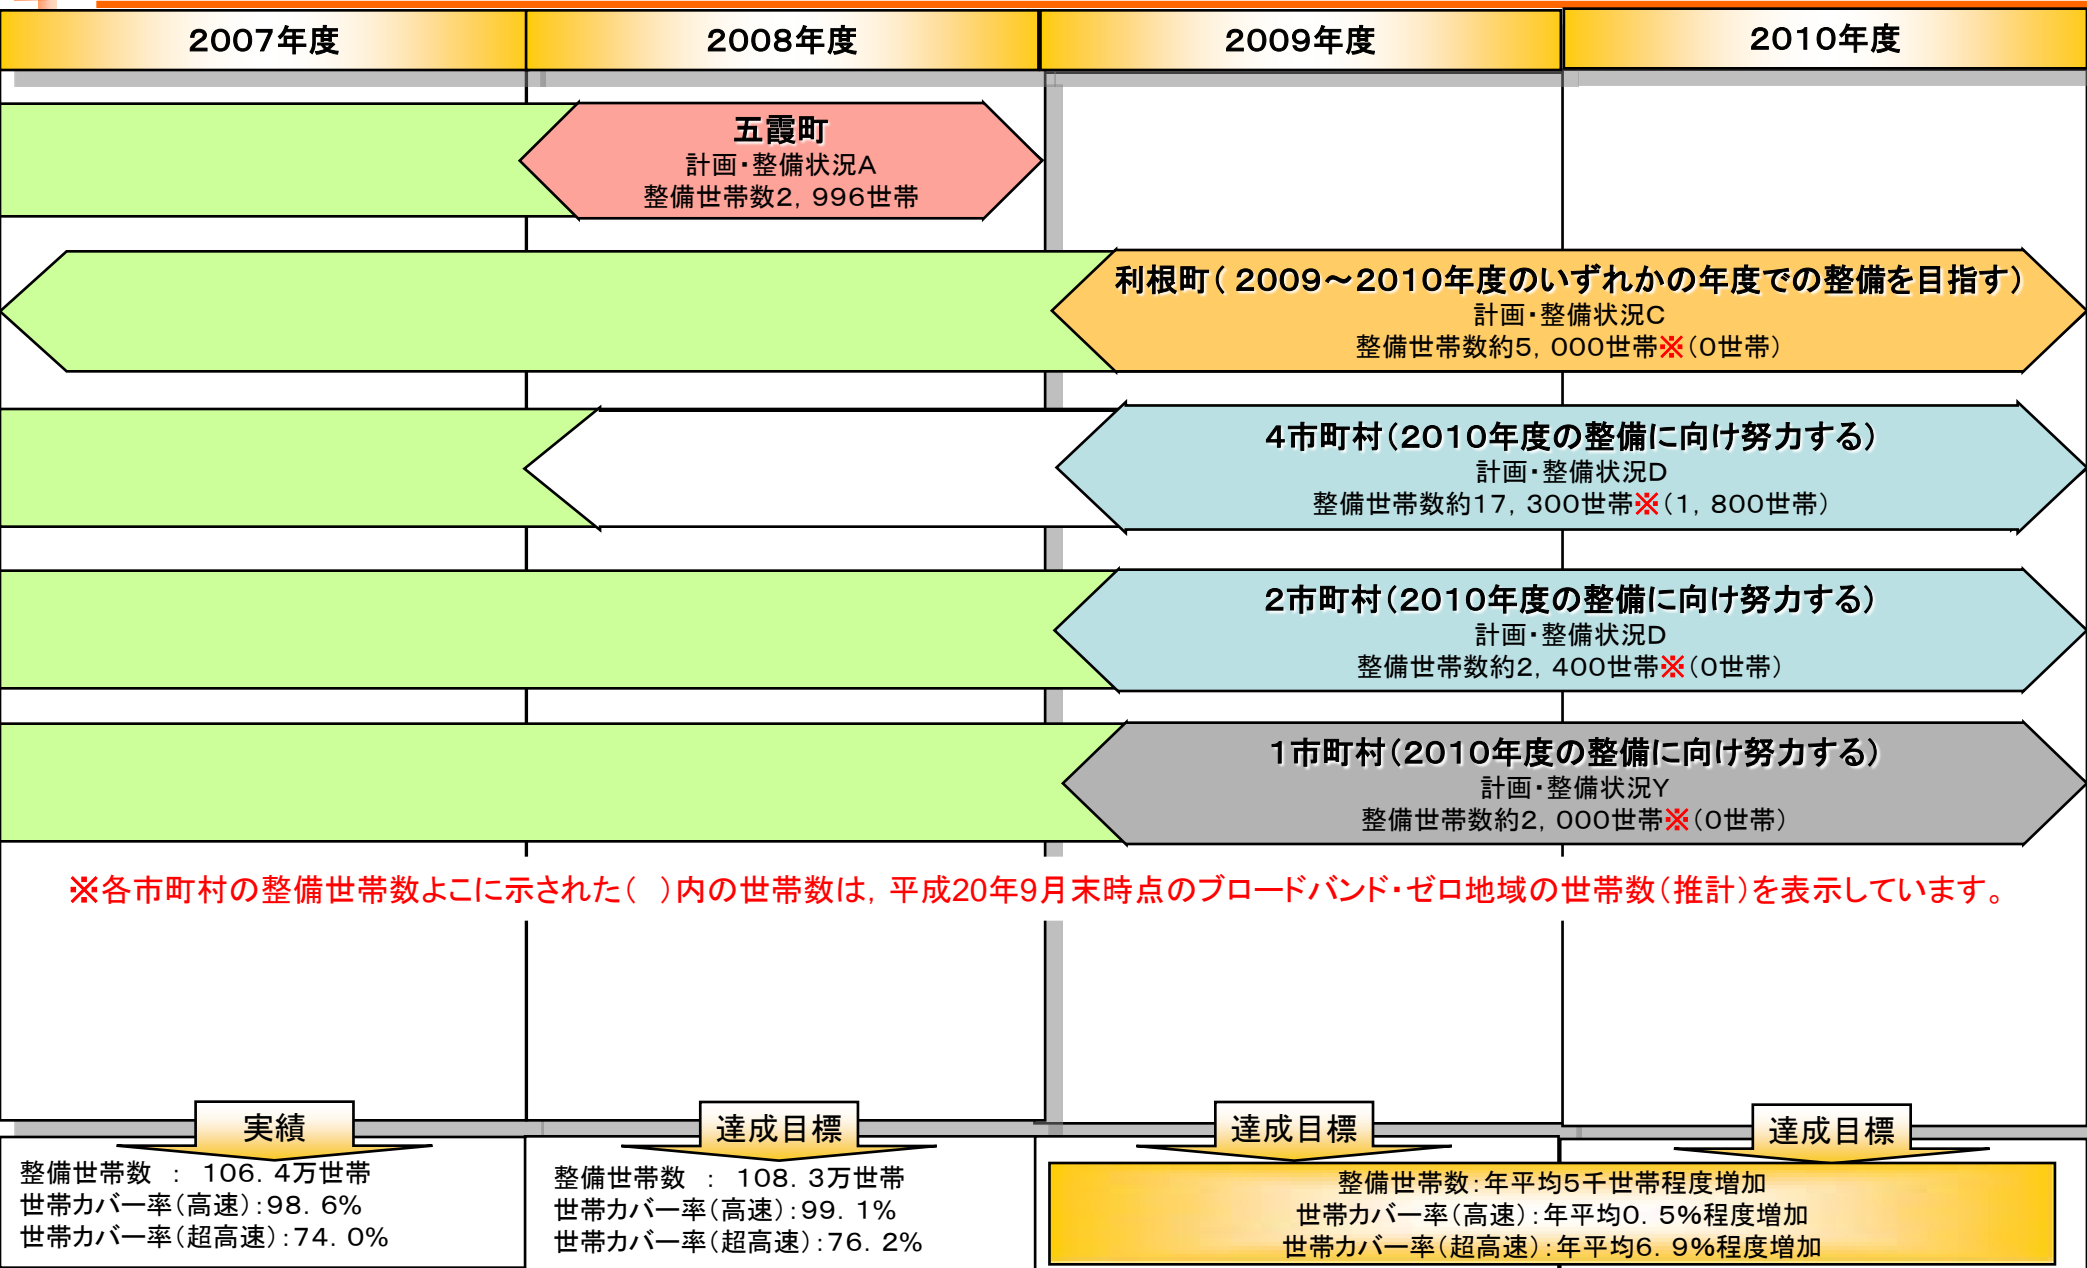 2007年度
2008年度
2009年度
2010年度
五霞町
計画・整備状況A
整備世帯数2，996世帯
利根町（ 2009～2010年度のいずれかの年度での整備を目指す）
計画・整備状況C
整備世帯数約5，000世帯※（0世帯）
4市町村（2010年度の整備に向け努力する）
計画・整備状況D
整備世帯数約17，300世帯※（1，800世帯）
2市町村（2010年度の整備に向け努力する）
計画・整備状況D
整備世帯数約2，400世帯※（0世帯）
1市町村（2010年度の整備に向け努力する）
計画・整備状況Y
整備世帯数約2，000世帯※（0世帯）
※各市町村の整備世帯数よこに示された（　）内の世帯数は，平成20年9月末時点のブロードバンド・ゼロ地域の世帯数（推計）を表示しています。
実績
整備世帯数　：　106．4万世帯
世帯カバー率（高速）：98．6%
世帯カバー率（超高速）：74．0%
達成目標
整備世帯数　：　108．3万世帯
世帯カバー率（高速）：99．1%
世帯カバー率（超高速）：76．2%
達成目標
達成目標
整備世帯数：年平均5千世帯程度増加
世帯カバー率（高速）：年平均0．5%程度増加
世帯カバー率（超高速）：年平均6．9%程度増加